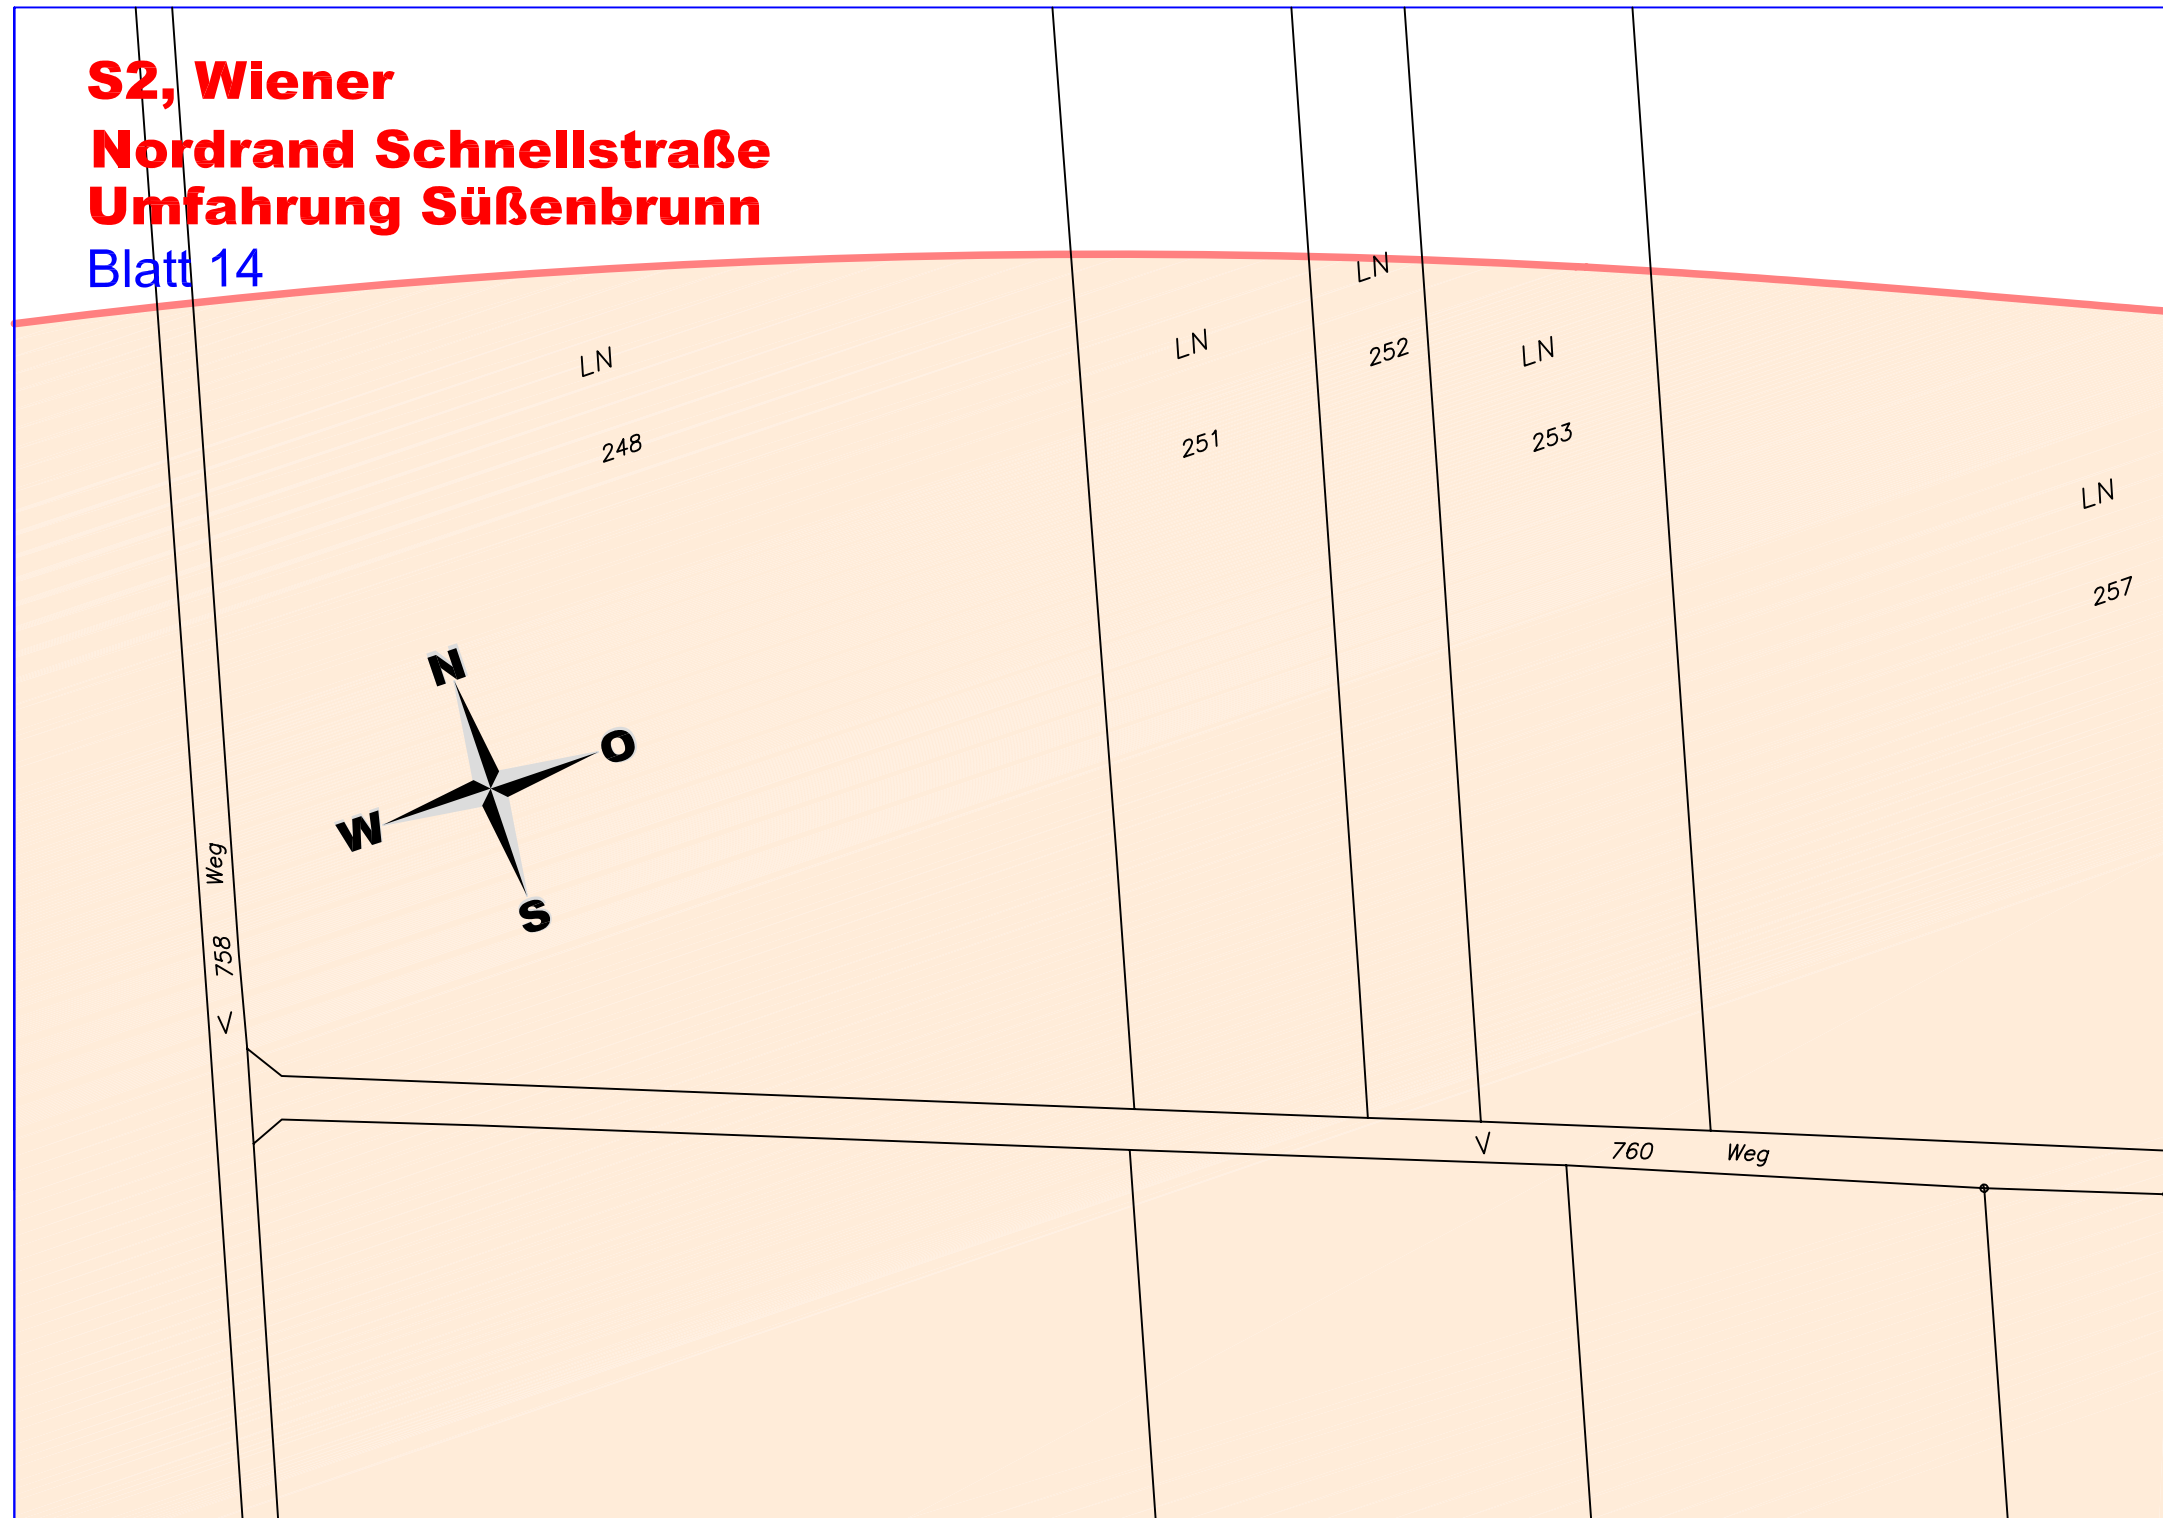 S2, Wiener
Nordrand Schnellstraße
Umfahrung Süßenbrunn
Blatt 14
LN
LN
LN
LN
252
248
251
253
LN
257
N
O
W
S
Weg
758
760 Weg